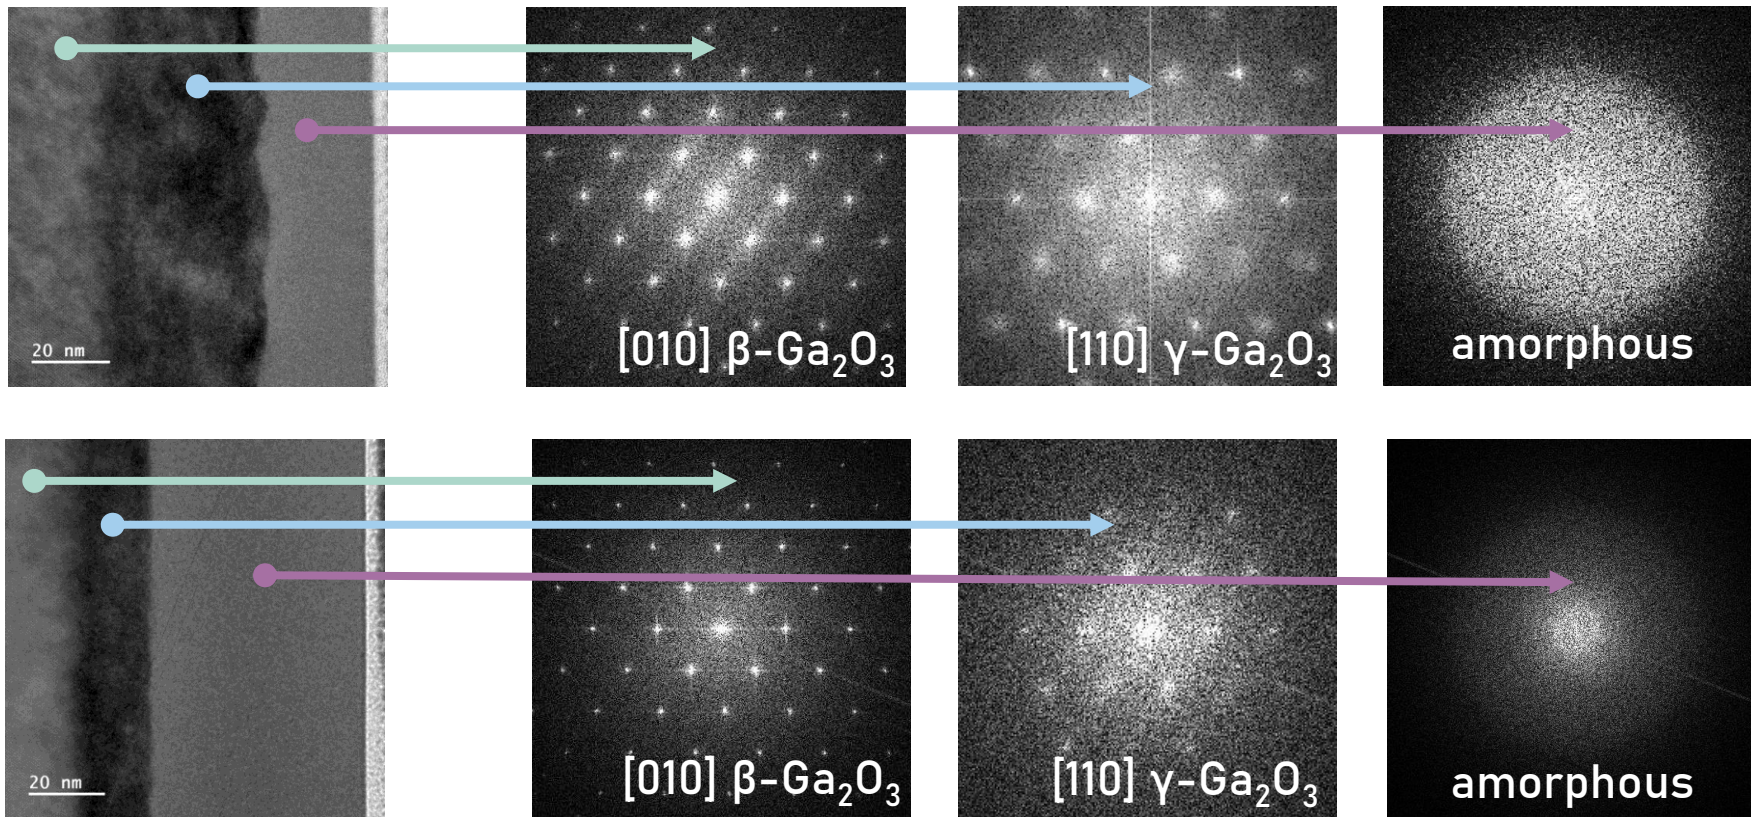 20 nm
[010] β-Ga₂O₃
[110] γ-Ga₂O₃
amorphous
20 nm
[010] β-Ga₂O₃
[110] γ-Ga₂O₃
amorphous